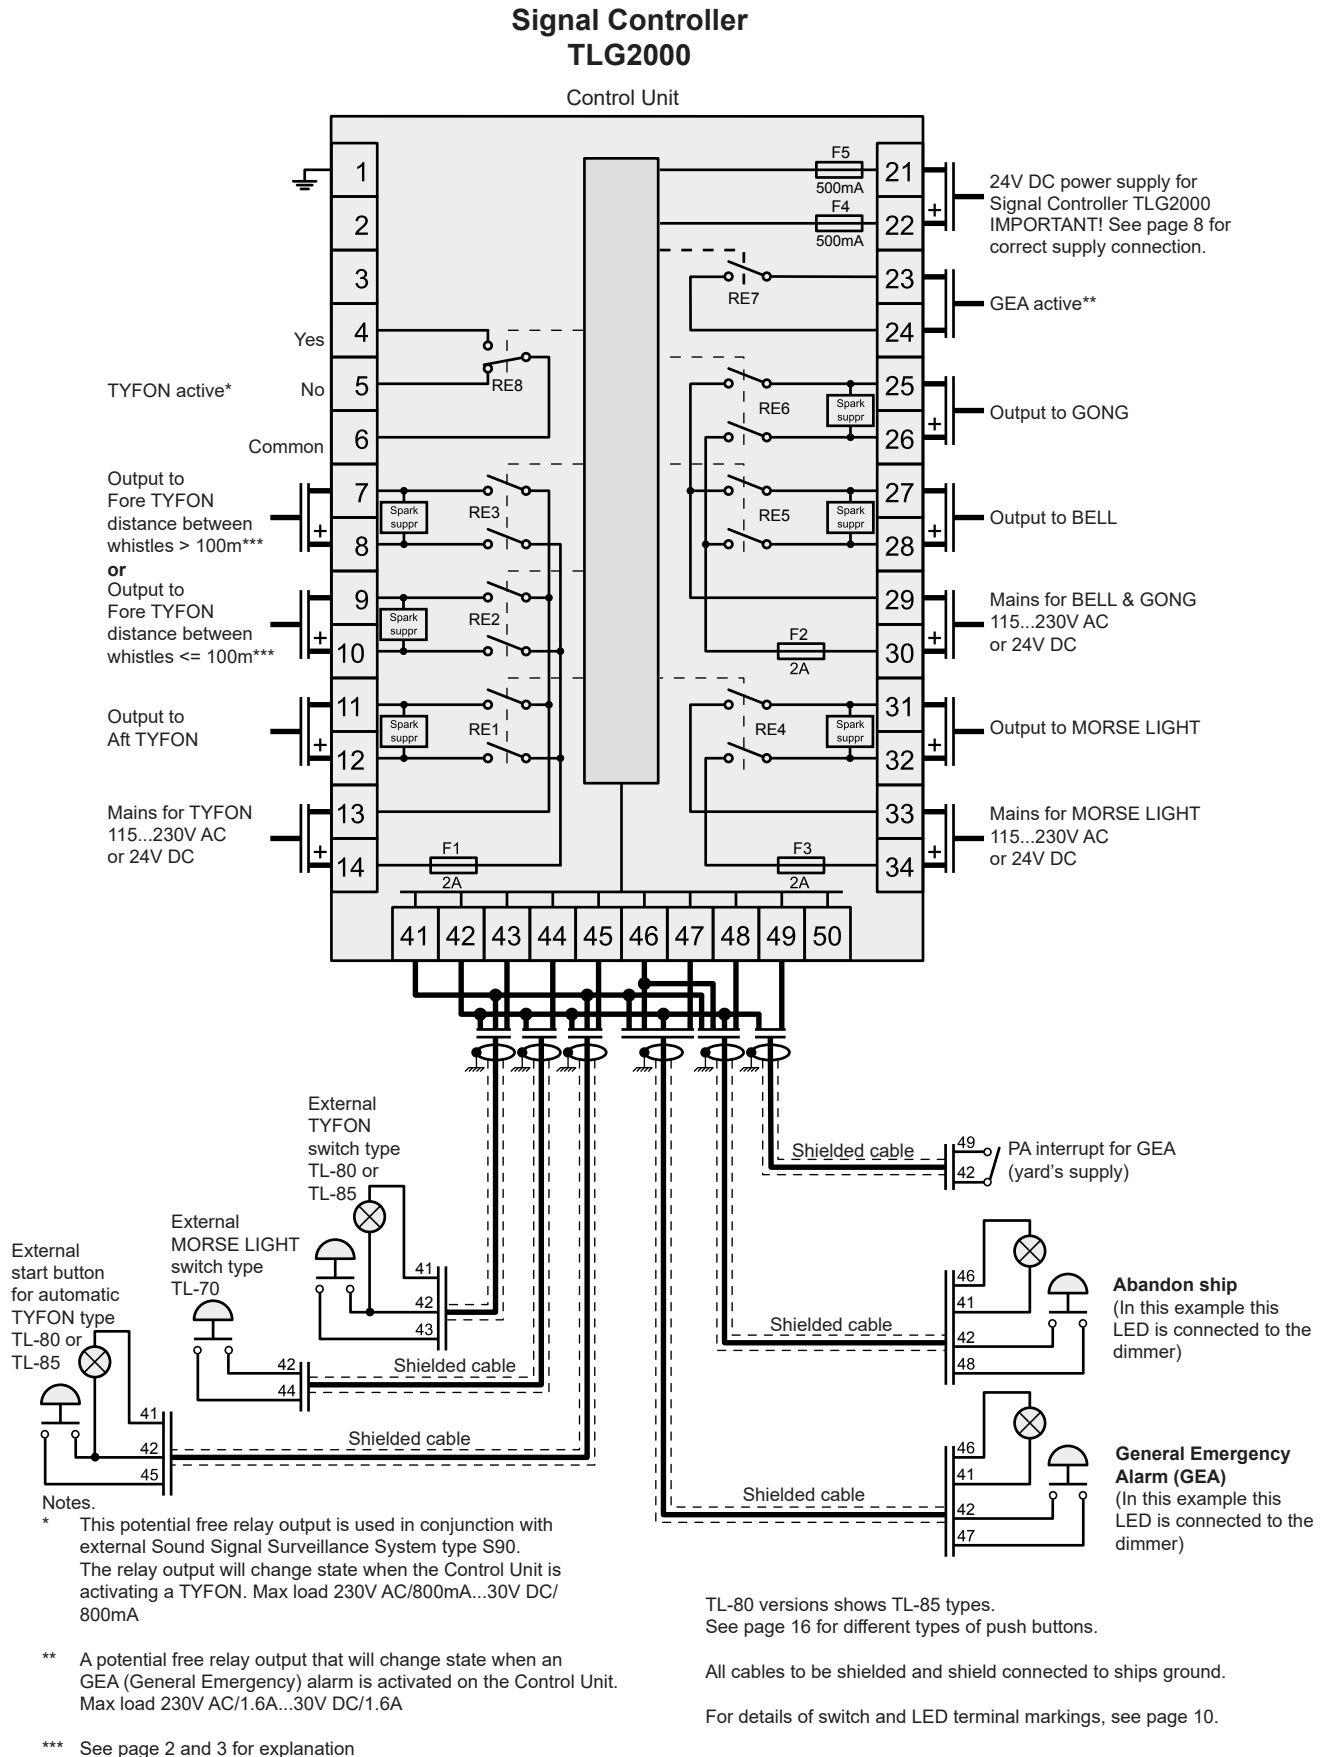 Signal Controller
TLG2000
Control Unit
1
2
3
4
5
6
7
8
9
10
11
12
13
14
Yes
TYFON active*
No
Common
Output to
Fore TYFON
distance between
whistles > 100m***
or
Output to
Fore TYFON
distance between
whistles <= 100m***
Output to
Aft TYFON
Mains for TYFON
115...230V AC
or 24V DC
+
+
+
+
RE8
Spark
suppr
RE3
Spark
suppr
RE2
Spark
suppr
RE1
F1
2A
F5
500mA
F4
500mA
RE7
RE6
Spark
suppr
RE5
Spark
suppr
F2
2A
RE4
Spark
suppr
F3
2A
21
22
23
24
25
26
27
28
29
30
31
32
33
34
+
+
+
+
+
+
24V DC power supply for
Signal Controller TLG2000
IMPORTANT! See page 8 for
correct supply connection.
GEA active**
Output to GONG
Output to BELL
Mains for BELL & GONG
115...230V AC
or 24V DC
Output to MORSE LIGHT
Mains for MORSE LIGHT
115...230V AC
or 24V DC
41 42 43 44 45 46 47 48 49 50
External
TYFON
switch type
TL-80 or
TL-85
41
42
43
External
MORSE LIGHT
switch type
TL-70
42
44
Shielded cable
External
start button
for automatic
TYFON type
TL-80 or
TL-85
41
42
45
Shielded cable
Shielded cable
49
42
PA interrupt for GEA
(yard's supply)
Shielded cable
46
41
42
48
Abandon ship
(In this example this
LED is connected to the
dimmer)
Shielded cable
46
41
42
47
General Emergency
Alarm (GEA)
(In this example this
LED is connected to the
dimmer)
Notes.
* This potential free relay output is used in conjunction with
external Sound Signal Surveillance System type S90.
The relay output will change state when the Control Unit is
activating a TYFON. Max load 230V AC/800mA...30V DC/
800mA
** A potential free relay output that will change state when an
GEA (General Emergency) alarm is activated on the Control Unit.
Max load 230V AC/1.6A...30V DC/1.6A
*** See page 2 and 3 for explanation
TL-80 versions shows TL-85 types.
See page 16 for different types of push buttons.
All cables to be shielded and shield connected to ships ground.
For details of switch and LED terminal markings, see page 10.